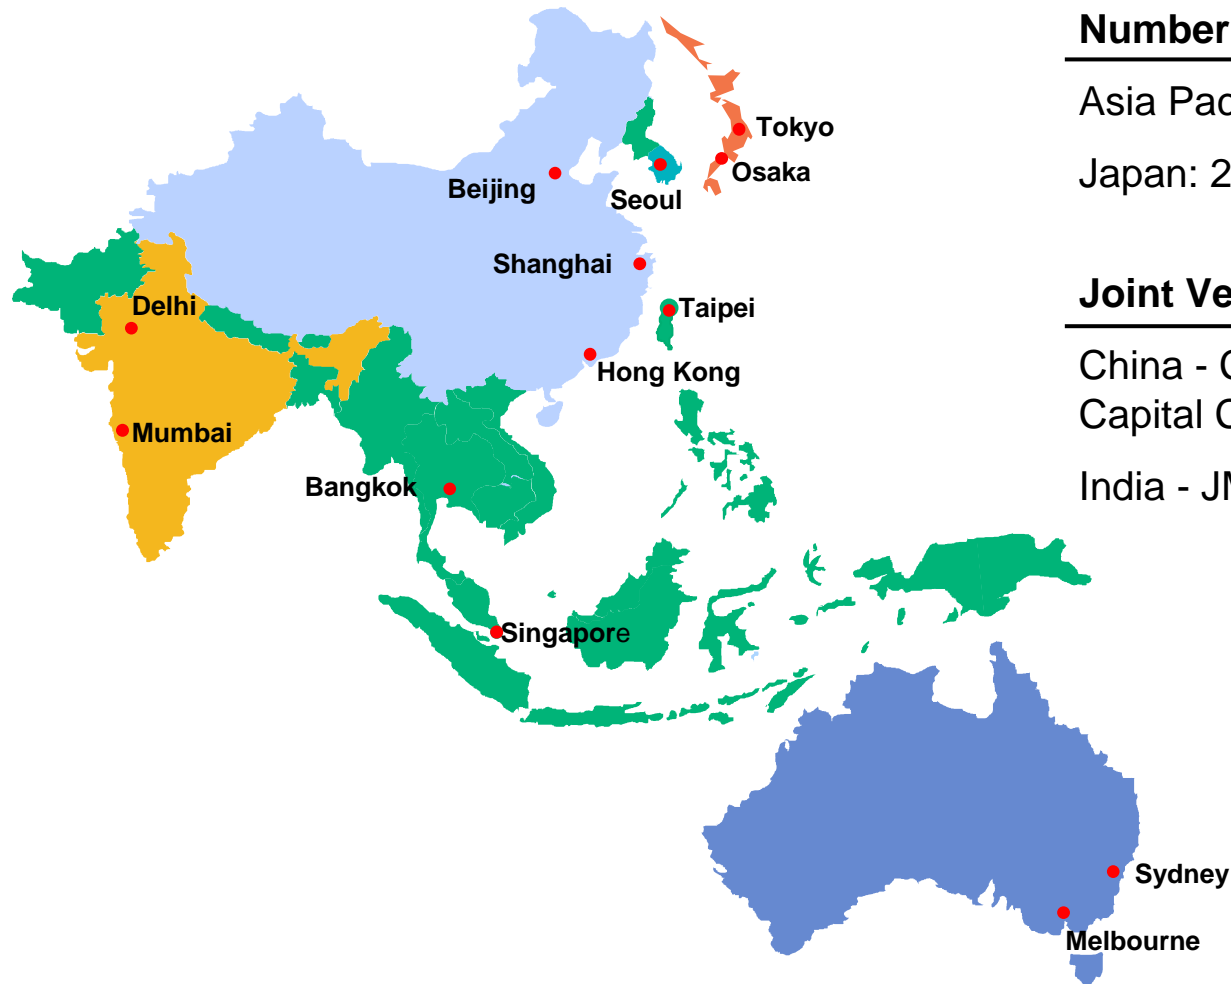 Number
Asia Pac
Tokyo
Osaka
Japan: 2
Beijing
Seoul
Shanghai
Joint Ve
Delhi
Taipei
China - C
Hong Kong
Capital C
Mumbai
India - JM
Bangkok
Singapore
Sydney
Melbourne